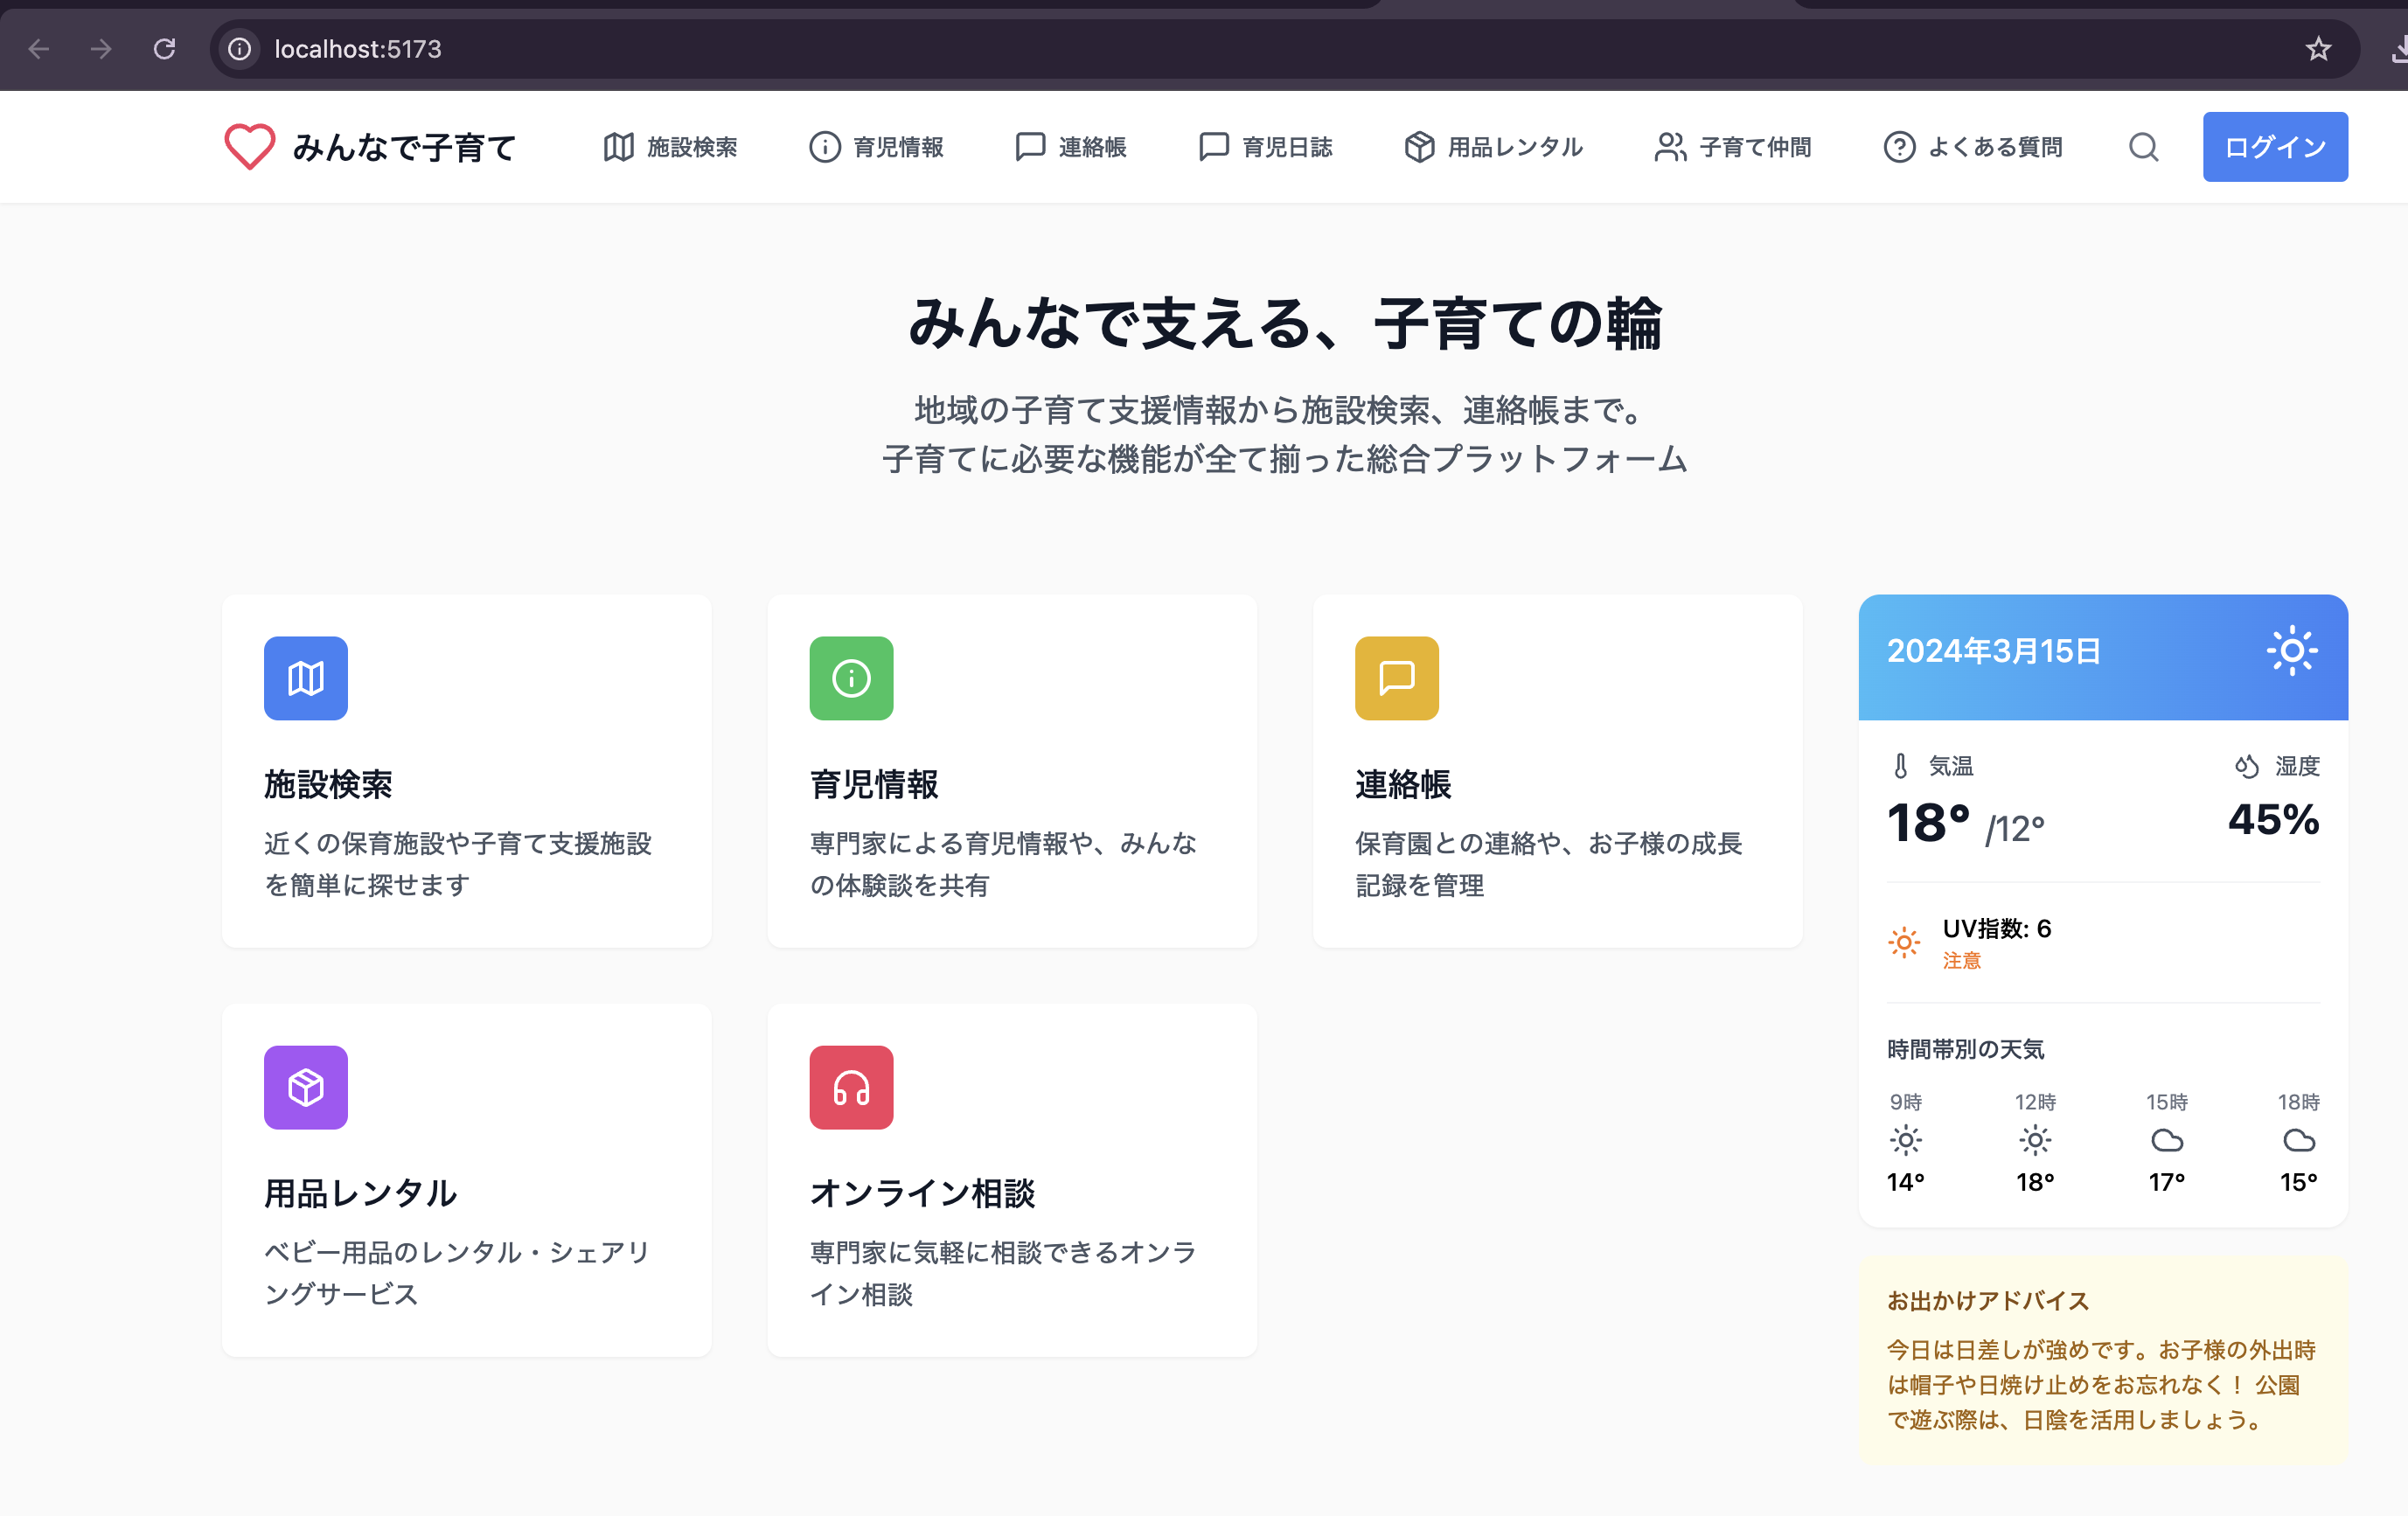 localhost:5173
みんなで子育て 施設検索 育児情報 連絡帳 育児日誌 用品レンタル 子育て仲間 よくある質問 ログイン
みんなで支える、子育ての輪
地域の子育て支援情報から施設検索、連絡帳まで。
子育てに必要な機能が全て揃った総合プラットフォーム
施設検索
近くの保育施設や子育て支援施設
を簡単に探せます
育児情報
専門家による育児情報や、みんな
の体験談を共有
連絡帳
保育園との連絡や、お子様の成長
記録を管理
用品レンタル
ベビー用品のレンタル・シェアリ
ングサービス
オンライン相談
専門家に気軽に相談できるオンラ
イン相談
2024年3月15日
気温 湿度
18° /12° 45%
UV指数: 6
注意
時間帯別の天気
9時 12時 15時 18時
14° 18° 17° 15°
お出かけアドバイス
今日は日差しが強めです。お子様の外出時
は帽子や日焼け止めをお忘れなく！ 公園
で遊ぶ際は、日陰を活用しましょう。